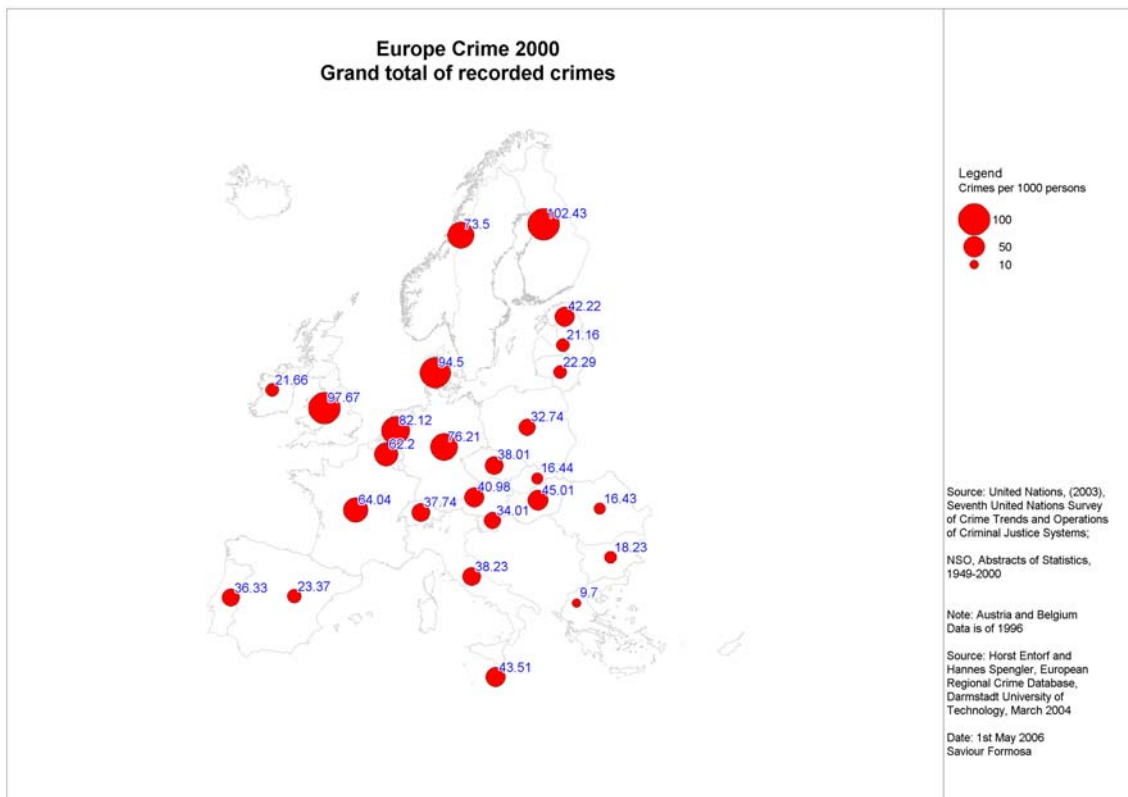 Europe Crime 2000
Grand total of recorded crimes
102.43
73.5
42.22
21.16
22.29
94.5
21.66
97.67
82.12
62.2
76.21
32.74
38.01
16.44
40.98
45.01
64.04
37.74
34.01
16.43
18.23
38.23
36.33
23.37
9.7
43.51
Legend
Crimes per 1000 persons
100
50
10
Source: United Nations, (2003),
Seventh United Nations Survey
of Crime Trends and Operations
of Criminal Justice Systems;
NSO, Abstracts of Statistics,
1949-2000
Note: Austria and Belgium
Data is of 1996
Source: Horst Entorf and
Hannes Spengler, European
Regional Crime Database,
Darmstadt University of
Technology, March 2004
Date: 1st May 2006
Saviour Formosa